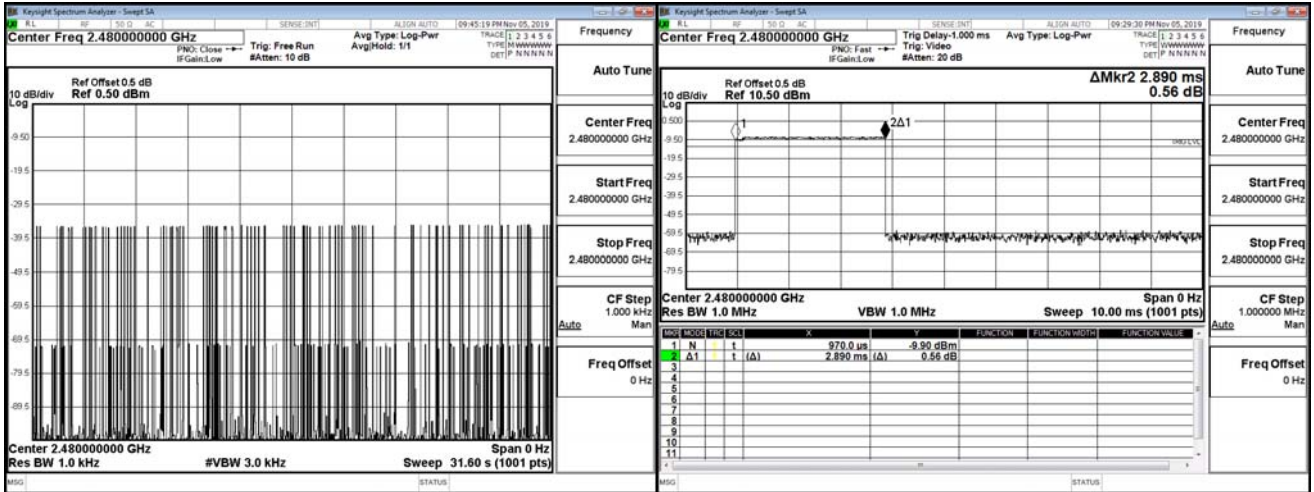 Keysight Spectrum Analyzer - Swept SA
RL RF 50 Ω AC SENSE:INT ALIGN AUTO 09:45:19 PM Nov 05, 2019
Center Freq 2.480000000 GHz
PNO: Close
IFGain:Low
Trig: Free Run
#Atten: 10 dB
Avg Type: Log-Pwr
Avg|Hold: 1/1
TRACE 1 2 3 4 5 6
TYPE M W W W W W
DET P N N N N N
Ref Offset 0.5 dB
10 dB/div Ref 0.50 dBm
Log
-9.50
-19.5
-29.5
-39.5
-49.5
-59.5
-69.5
-79.5
-89.5
Center 2.480000000 GHz Span 0 Hz
Res BW 1.0 kHz #VBW 3.0 kHz Sweep 31.60 s (1001 pts)
MSG STATUS
Frequency
Auto Tune
Center Freq
2.480000000 GHz
Start Freq
2.480000000 GHz
Stop Freq
2.480000000 GHz
CF Step
1.000 kHz
Auto Man
Freq Offset
0 Hz
Keysight Spectrum Analyzer - Swept SA
RL RF 50 Ω AC SENSE:INT ALIGN AUTO 09:29:30 PM Nov 05, 2019
Center Freq 2.480000000 GHz
PNO: Fast
IFGain:Low
Trig Delay-1.000 ms
Trig: Video
#Atten: 20 dB
Avg Type: Log-Pwr
TRACE 1 2 3 4 5 6
TYPE W W W W W W
DET P N N N N N
ΔMkr2 2.890 ms
0.56 dB
Ref Offset 0.5 dB
10 dB/div Ref 10.50 dBm
Log
0.500
1
2Δ1
-9.50
TRIG LVL
-19.5
-29.5
-39.5
-49.5
-59.5
-69.5
-79.5
Center 2.480000000 GHz Span 0 Hz
Res BW 1.0 MHz VBW 1.0 MHz Sweep 10.00 ms (1001 pts)
MKR MODE TRC SCL X Y FUNCTION FUNCTION WIDTH FUNCTION VALUE
1 N 1 t 970.0 µs -9.90 dBm
2 Δ1 1 t (Δ) 2.890 ms (Δ) 0.56 dB
3
4
5
6
7
8
9
10
11
MSG STATUS
Frequency
Auto Tune
Center Freq
2.480000000 GHz
Start Freq
2.480000000 GHz
Stop Freq
2.480000000 GHz
CF Step
1.000000 MHz
Auto Man
Freq Offset
0 Hz